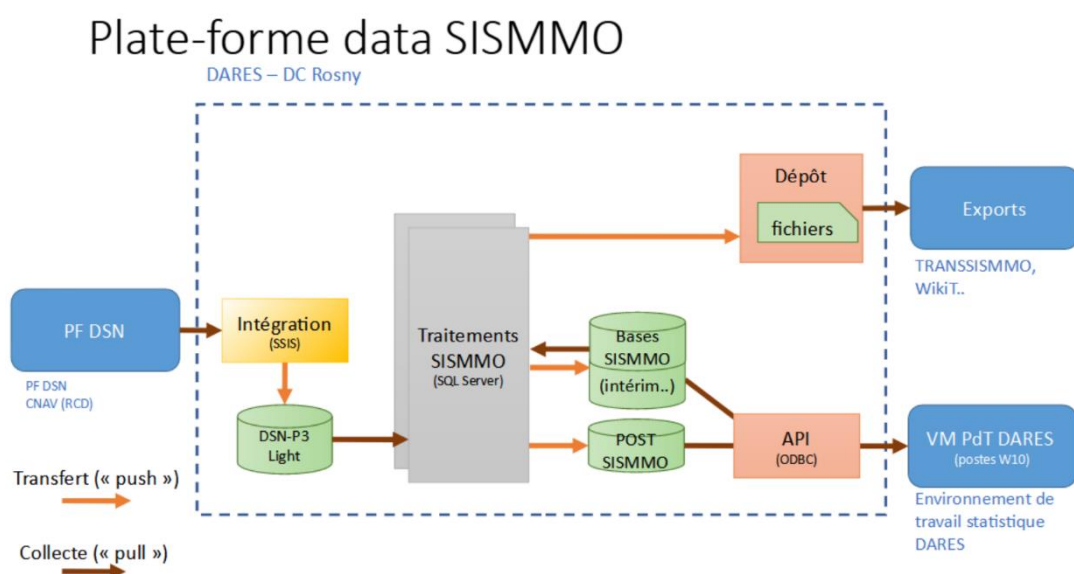 Plate-forme data SISMMO
DARES – DC Rosny
Dépôt
fichiers
Exports
TRANSSISMMO,
WikiT..
PF DSN
PF DSN
CNAV (RCD)
Intégration
(SSIS)
DSN-P3
Light
Traitements
SISMMO
(SQL Server)
Bases
SISMMO
(intérim..)
POST
SISMMO
API
(ODBC)
VM PdT DARES
(postes W10)
Environnement de
travail statistique
DARES
Transfert (« push »)
Collecte (« pull »)